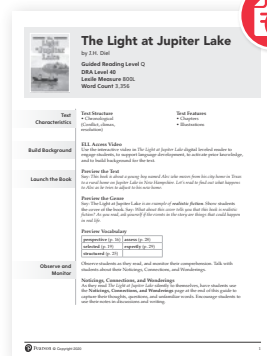 The Light at Jupiter Lake
by J.H. Diel
Guided Reading Level Q
DRA Level 40
Lexile Measure 800L
Word Count 3,356
Text
Characteristics
Text Structure
• Chronological
(Conflict, climax,
resolution)
Text Features
• Chapters
• Illustrations
Build Background
ELL Access Video
Use the interactive video in The Light at Jupiter Lake digital leveled reader to
engage students, to support language development, to activate prior knowledge,
and to build background for the text.
Launch the Book
Preview the Text
Say: This book is about a young boy named Alex who moves from his city home in Texas
to a rural home on Jupiter Lake in New Hampshire. Let's read to find out what happens
to Alex as he tries to adjust to his new home.
Preview the Genre
Say: The Light at Jupiter Lake is an example of realistic fiction. Show students
the cover of the book. Say: What about this cover tells you that this book is realistic
fiction? As you read, ask yourself if the events in the story are things that could happen
in real life.
Preview Vocabulary
perspective (p. 16) assess (p. 28)
selected (p. 19) expertly (p. 29)
structured (p. 25)
Observe and
Monitor
Observe students as they read, and monitor their comprehension. Talk with
students about their Noticings, Connections, and Wonderings.
Noticings, Connections, and Wonderings
As they read The Light at Jupiter Lake silently to themselves, have students use
the Noticings, Connections, and Wonderings page at the end of this guide to
capture their thoughts, questions, and unfamiliar words. Encourage students to
use their notes in discussions and writing.
Pearson © Copyright 2020
1